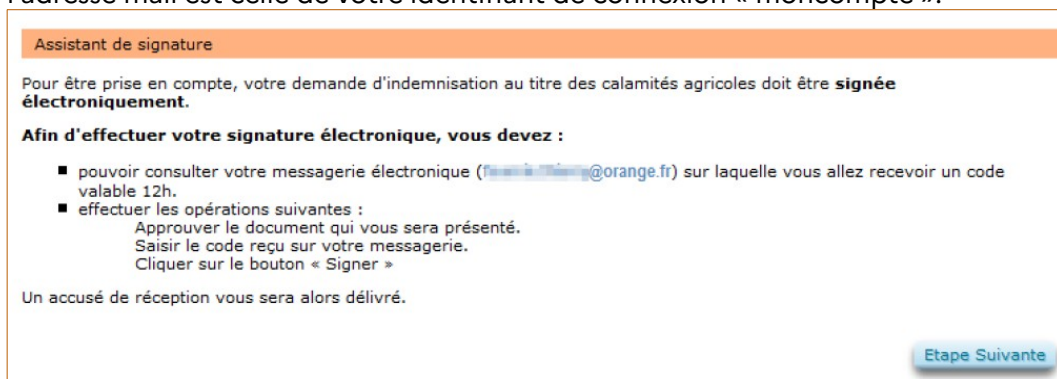 l'adresse mail est celle de votre identifiant de connexion « moncompte ».
Assistant de signature
Pour être prise en compte, votre demande d'indemnisation au titre des calamités agricoles doit être signée
électroniquement.
Afin d'effectuer votre signature électronique, vous devez :
▪ pouvoir consulter votre messagerie électronique (@orange.fr) sur laquelle vous allez recevoir un code
valable 12h.
▪ effectuer les opérations suivantes :
Approuver le document qui vous sera présenté.
Saisir le code reçu sur votre messagerie.
Cliquer sur le bouton « Signer »
Un accusé de réception vous sera alors délivré.
Etape Suivante